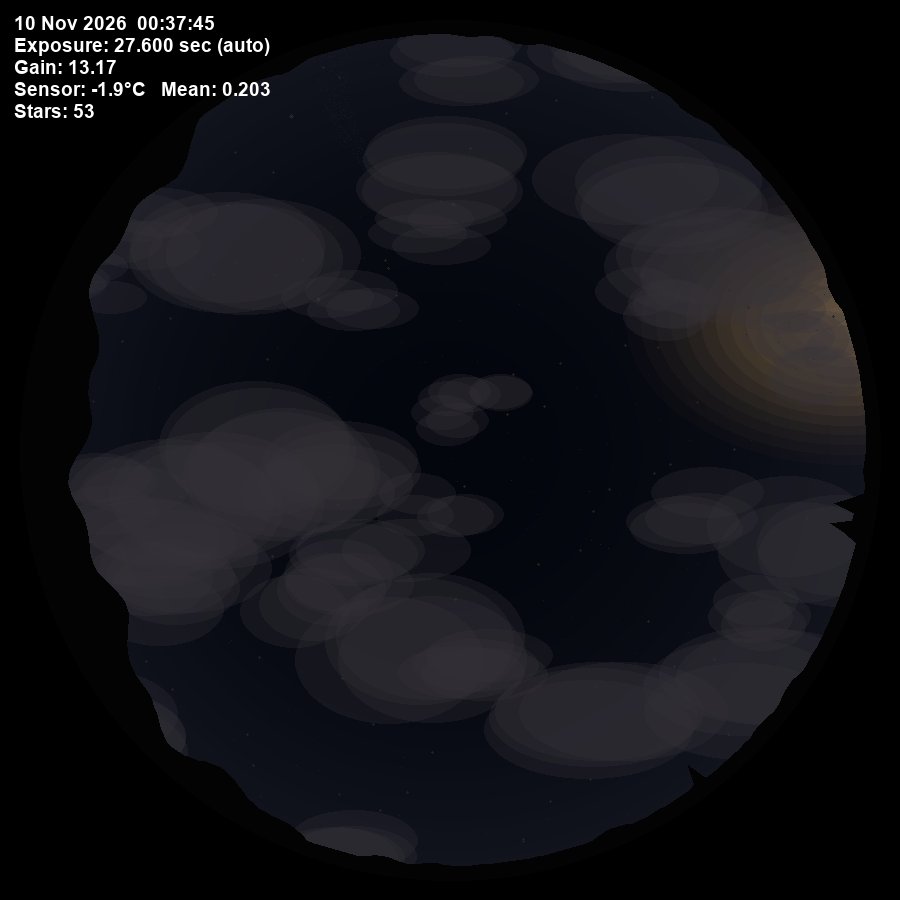 10 Nov 2026  00:37:45
Exposure: 27.600 sec (auto)
Gain: 13.17
Sensor: -1.9°C   Mean: 0.203
Stars: 53